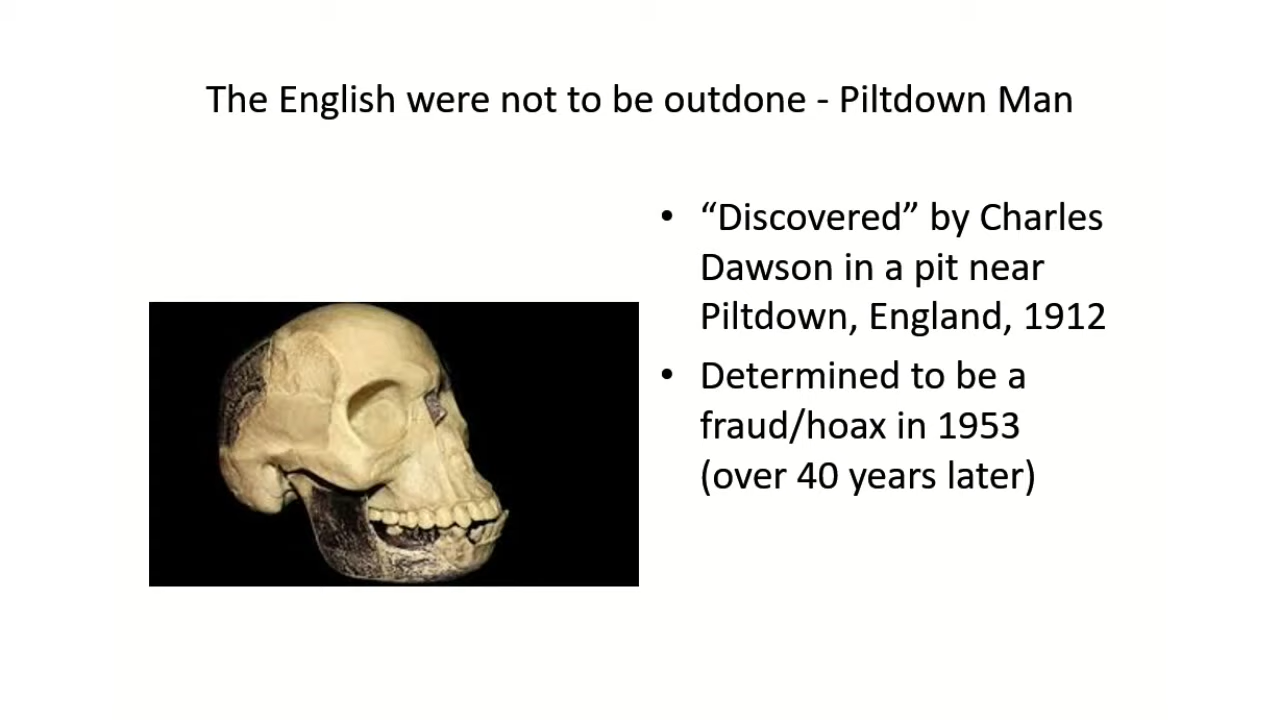 The English were not to be outdone - Piltdown Man
• “Discovered” by Charles
Dawson in a pit near
Piltdown, England, 1912
• Determined to be a
fraud/hoax in 1953
(over 40 years later)